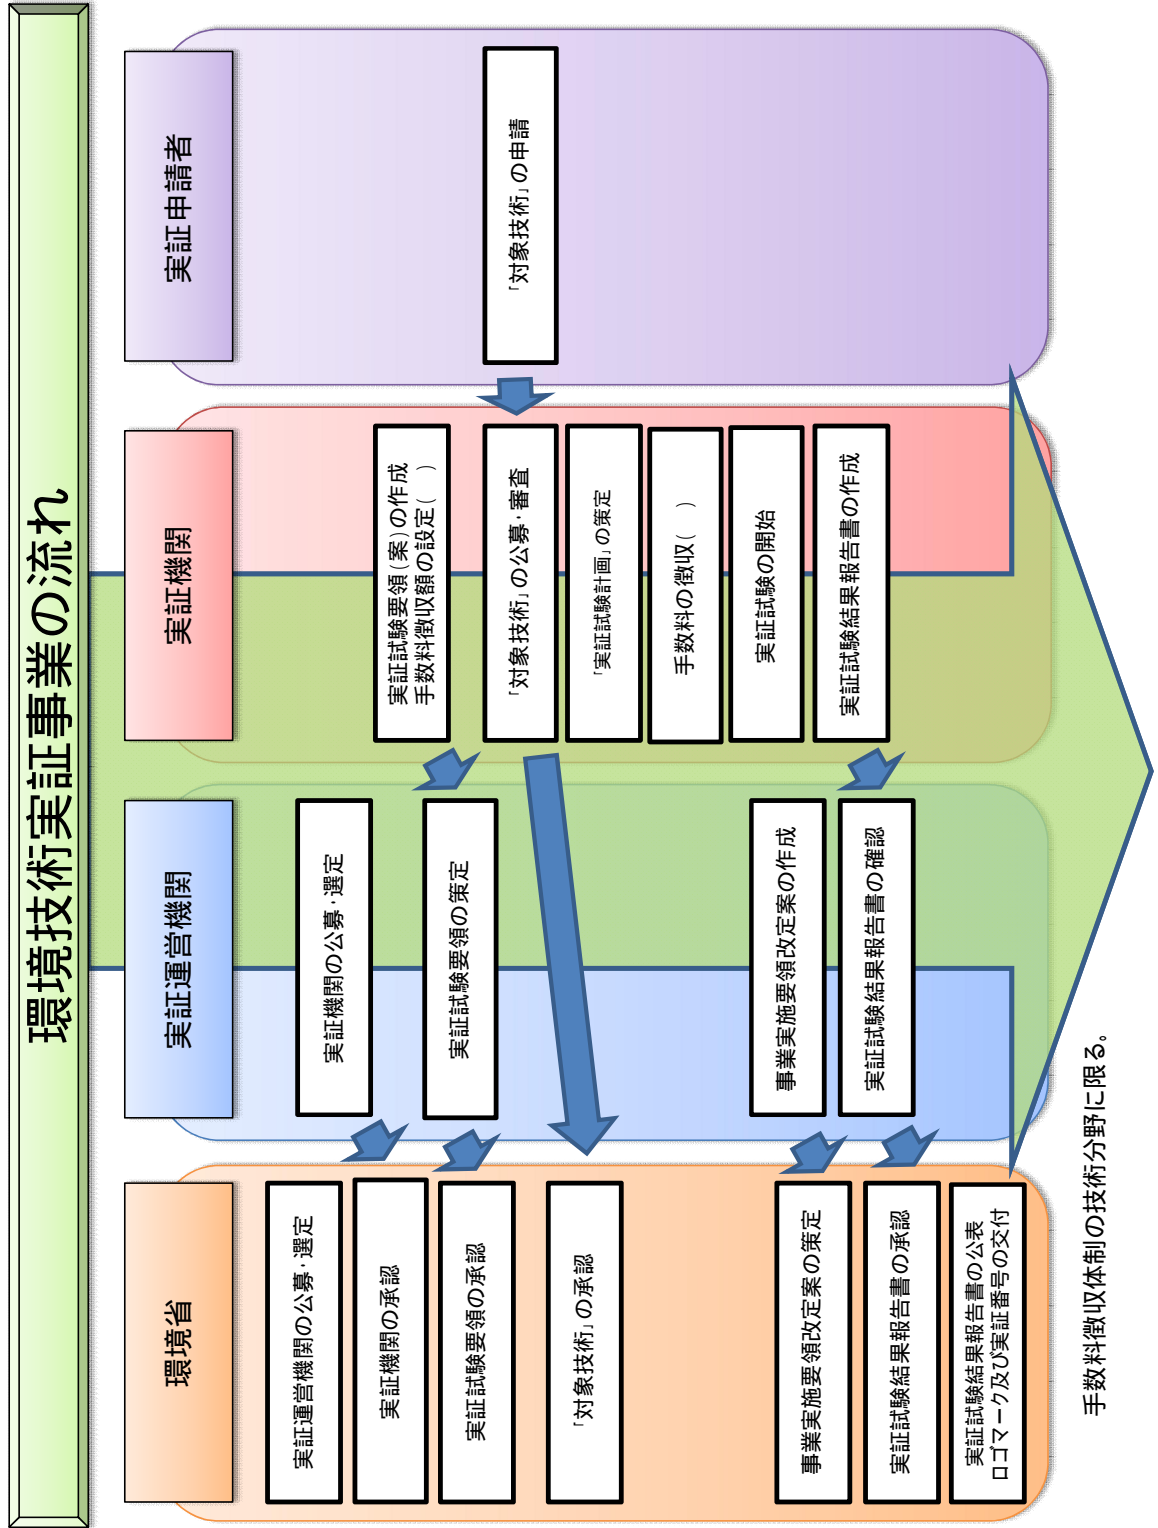 環境技術実証事業の流れ
環境省
実証運営機関の公募・選定
実証機関の承認
実証試験要領の承認
「対象技術」の承認
事業実施要領改定案の策定
実証試験結果報告書の承認
実証試験結果報告書の公表
ロゴマーク及び実証番号の交付
実証運営機関
実証機関の公募・選定
実証試験要領の策定
事業実施要領改定案の作成
実証試験結果報告書の確認
実証機関
実証試験要領(案)の作成
手数料徴収額の設定( )
「対象技術」の公募・審査
「実証試験計画」の策定
手数料の徴収( )
実証試験の開始
実証試験結果報告書の作成
実証申請者
「対象技術」の申請
手数料徴収体制の技術分野に限る。